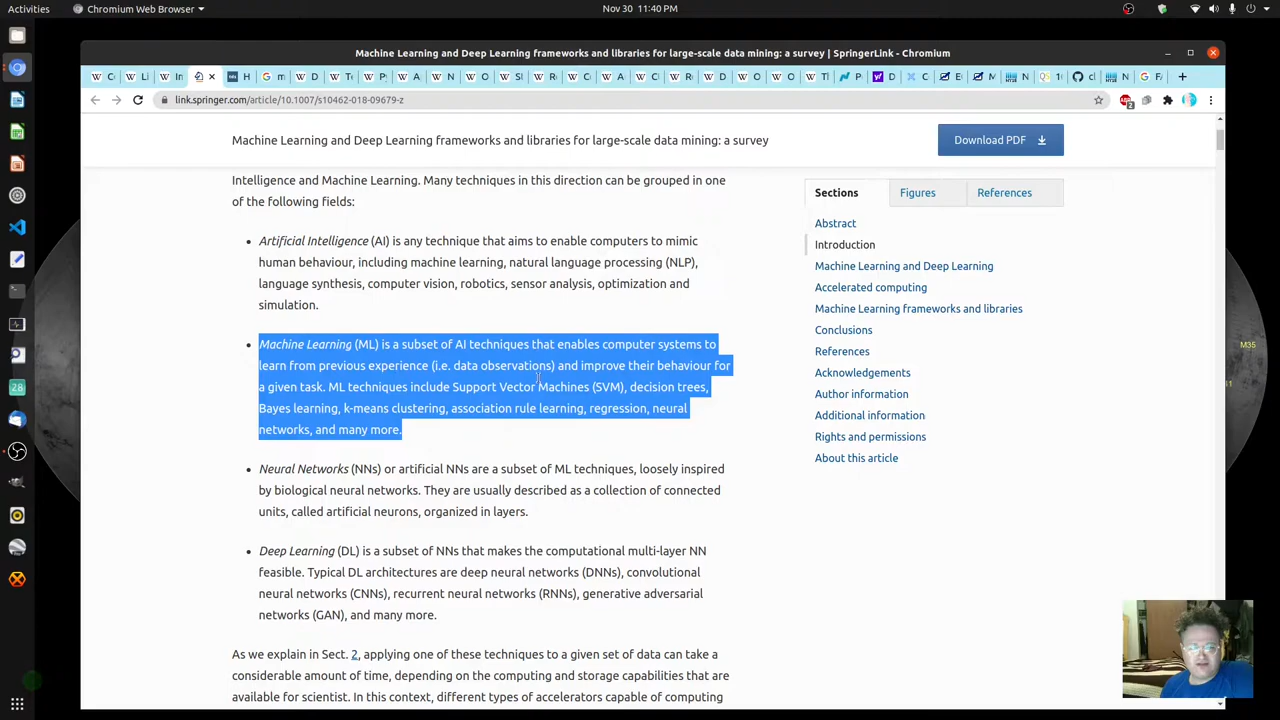 Activities
Chromium Web Browser
Nov 30 11:40 PM
Machine Learning and Deep Learning frameworks and libraries for large-scale data mining: a survey | SpringerLink - Chromium
link.springer.com/article/10.1007/s10462-018-09679-z
Machine Learning and Deep Learning frameworks and libraries for large-scale data mining: a survey
Download PDF
Intelligence and Machine Learning. Many techniques in this direction can be grouped in one
of the following fields:
• Artificial Intelligence (AI) is any technique that aims to enable computers to mimic
human behaviour, including machine learning, natural language processing (NLP),
language synthesis, computer vision, robotics, sensor analysis, optimization and
simulation.
• Machine Learning (ML) is a subset of AI techniques that enables computer systems to
learn from previous experience (i.e. data observations) and improve their behaviour for
a given task. ML techniques include Support Vector Machines (SVM), decision trees,
Bayes learning, k-means clustering, association rule learning, regression, neural
networks, and many more.
• Neural Networks (NNs) or artificial NNs are a subset of ML techniques, loosely inspired
by biological neural networks. They are usually described as a collection of connected
units, called artificial neurons, organized in layers.
• Deep Learning (DL) is a subset of NNs that makes the computational multi-layer NN
feasible. Typical DL architectures are deep neural networks (DNNs), convolutional
neural networks (CNNs), recurrent neural networks (RNNs), generative adversarial
networks (GAN), and many more.
As we explain in Sect. 2, applying one of these techniques to a given set of data can take a
considerable amount of time, depending on the computing and storage capabilities that are
available for scientist. In this context, different types of accelerators capable of computing
Sections
Figures
References
Abstract
Introduction
Machine Learning and Deep Learning
Accelerated computing
Machine Learning frameworks and libraries
Conclusions
References
Acknowledgements
Author information
Additional information
Rights and permissions
About this article
M35
28